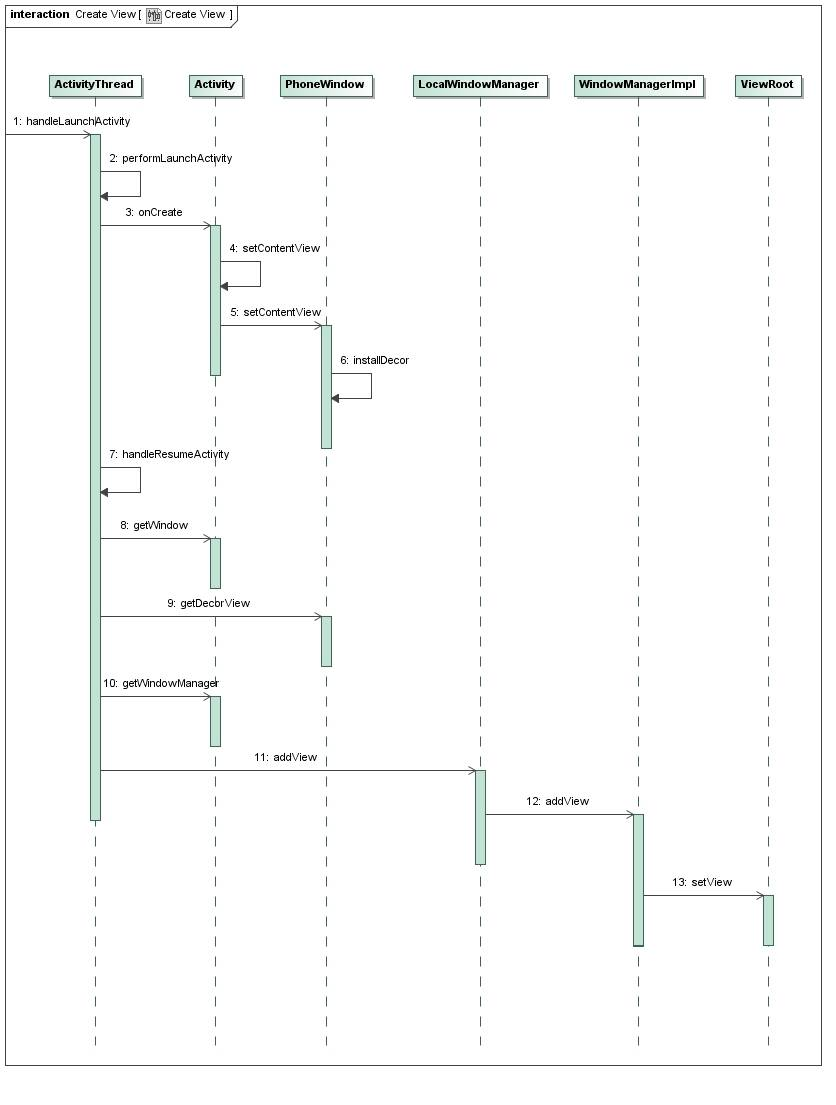 interaction Create View [ Create View ]
ActivityThread Activity PhoneWindow LocalWindowManager WindowManagerImpl ViewRoot
1: handleLaunchActivity
2: performLaunchActivity
3: onCreate
4: setContentView
5: setContentView
6: installDecor
7: handleResumeActivity
8: getWindow
9: getDecorView
10: getWindowManager
11: addView
12: addView
13: setView